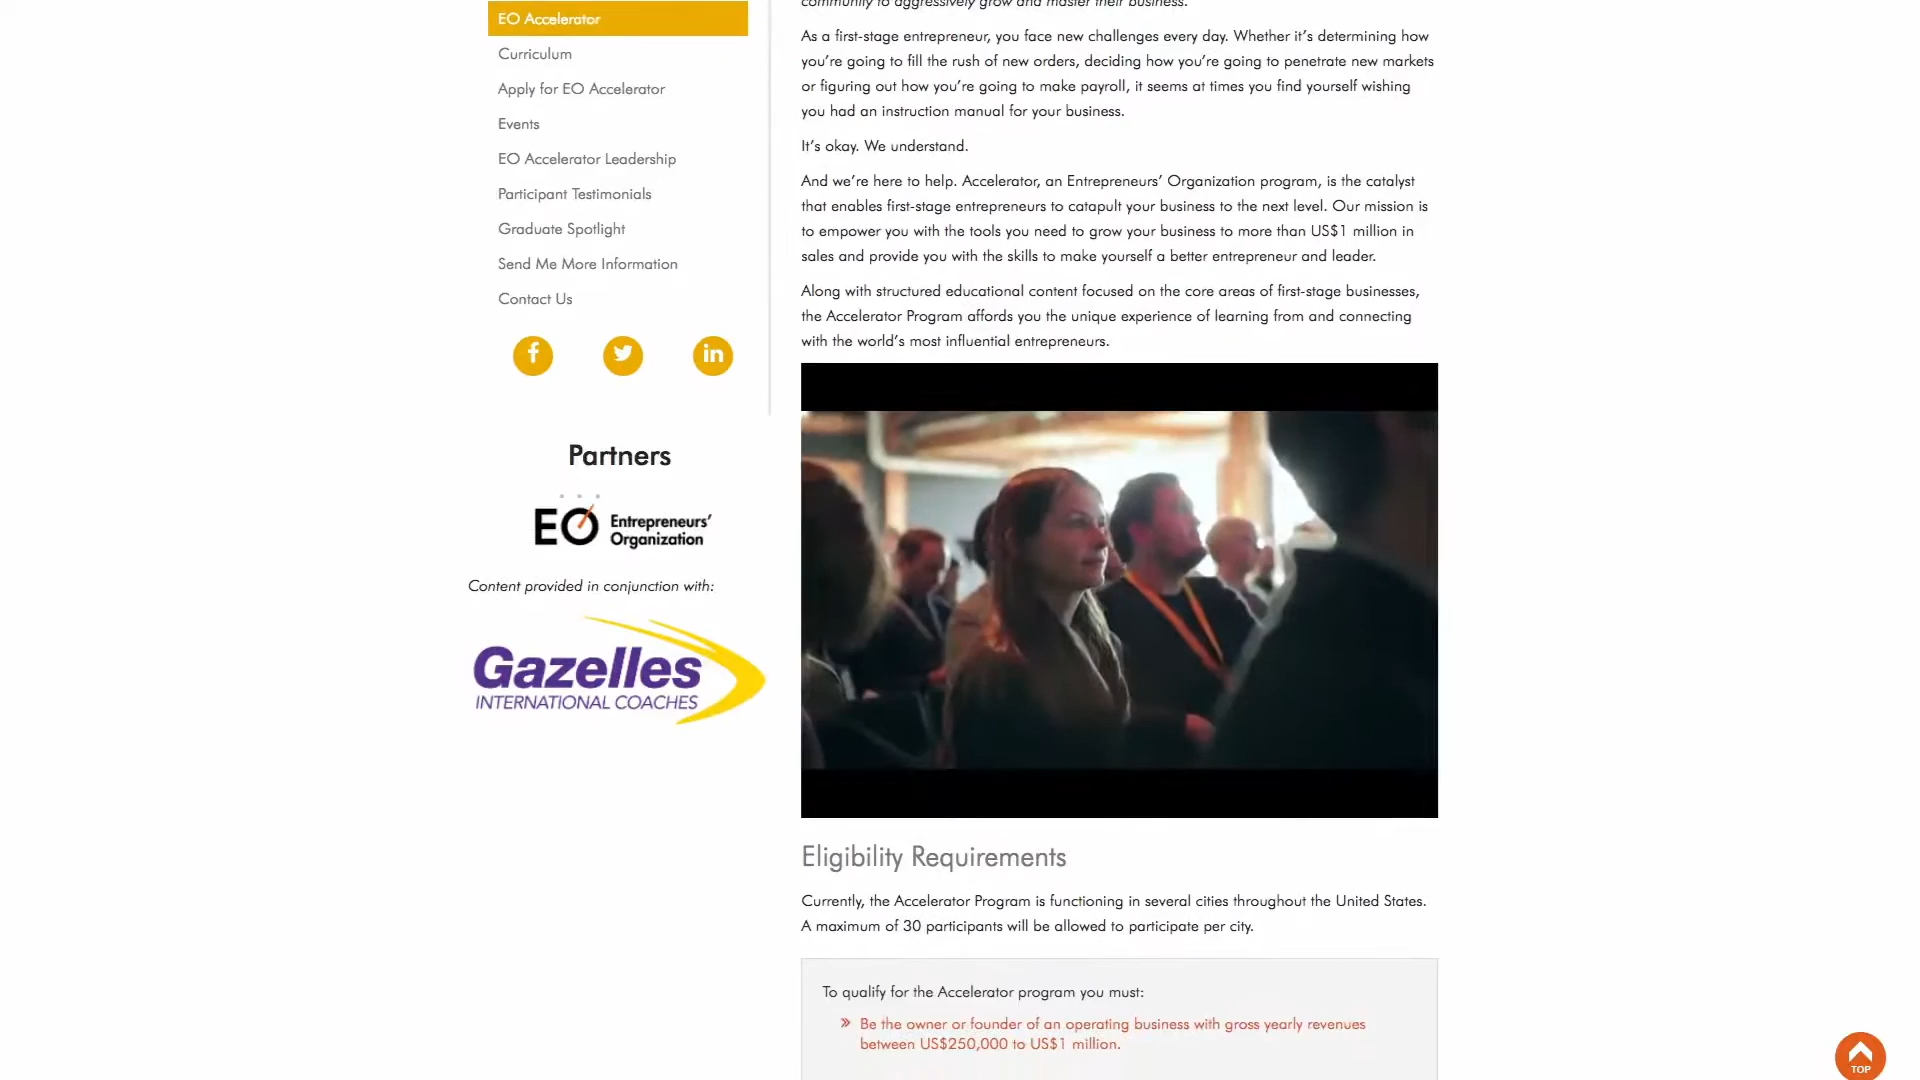 EO Accelerator
Curriculum
Apply for EO Accelerator
Events
EO Accelerator Leadership
Participant Testimonials
Graduate Spotlight
Send Me More Information
Contact Us
Partners
EO Entrepreneurs'
Organization
Content provided in conjunction with:
Gazelles
INTERNATIONAL COACHES
community to aggressively grow and master their business.
As a first-stage entrepreneur, you face new challenges every day. Whether it's determining how
you're going to fill the rush of new orders, deciding how you're going to penetrate new markets
or figuring out how you're going to make payroll, it seems at times you find yourself wishing
you had an instruction manual for your business.
It's okay. We understand.
And we're here to help. Accelerator, an Entrepreneurs' Organization program, is the catalyst
that enables first-stage entrepreneurs to catapult your business to the next level. Our mission is
to empower you with the tools you need to grow your business to more than US$1 million in
sales and provide you with the skills to make yourself a better entrepreneur and leader.
Along with structured educational content focused on the core areas of first-stage businesses,
the Accelerator Program affords you the unique experience of learning from and connecting
with the world's most influential entrepreneurs.
Eligibility Requirements
Currently, the Accelerator Program is functioning in several cities throughout the United States.
A maximum of 30 participants will be allowed to participate per city.
To qualify for the Accelerator program you must:
» Be the owner or founder of an operating business with gross yearly revenues
between US$250,000 to US$1 million.
TOP